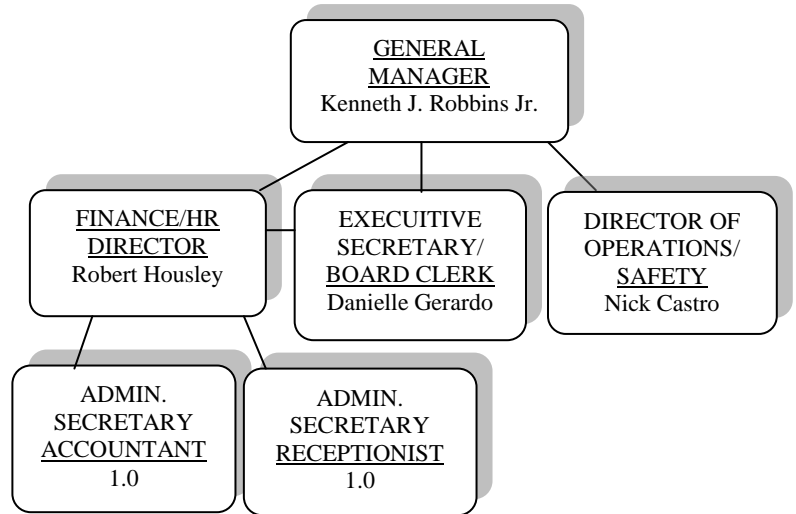 GENERAL
MANAGER
Kenneth J. Robbins Jr.
FINANCE/HR
DIRECTOR
Robert Housley
EXECUITIVE
SECRETARY/
BOARD CLERK
Danielle Gerardo
DIRECTOR OF
OPERATIONS/
SAFETY
Nick Castro
ADMIN.
SECRETARY
ACCOUNTANT
1.0
ADMIN.
SECRETARY
RECEPTIONIST
1.0